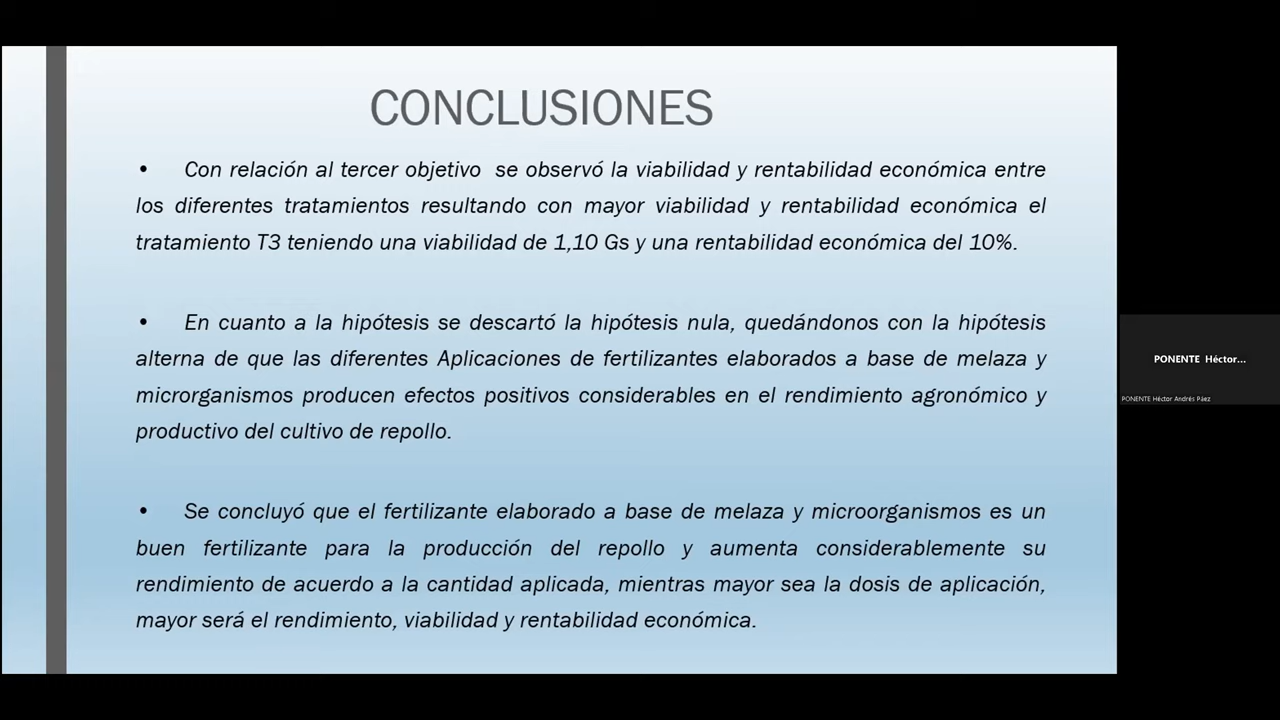 CONCLUSIONES
• Con relación al tercer objetivo se observó la viabilidad y rentabilidad económica entre
los diferentes tratamientos resultando con mayor viabilidad y rentabilidad económica el
tratamiento T3 teniendo una viabilidad de 1,10 Gs y una rentabilidad económica del 10%.
• En cuanto a la hipótesis se descartó la hipótesis nula, quedándonos con la hipótesis
alterna de que las diferentes Aplicaciones de fertilizantes elaborados a base de melaza y
microrganismos producen efectos positivos considerables en el rendimiento agronómico y
productivo del cultivo de repollo.
• Se concluyó que el fertilizante elaborado a base de melaza y microorganismos es un
buen fertilizante para la producción del repollo y aumenta considerablemente su
rendimiento de acuerdo a la cantidad aplicada, mientras mayor sea la dosis de aplicación,
mayor será el rendimiento, viabilidad y rentabilidad económica.
PONENTE Héctor...
PONENTE Héctor Andrés Páez